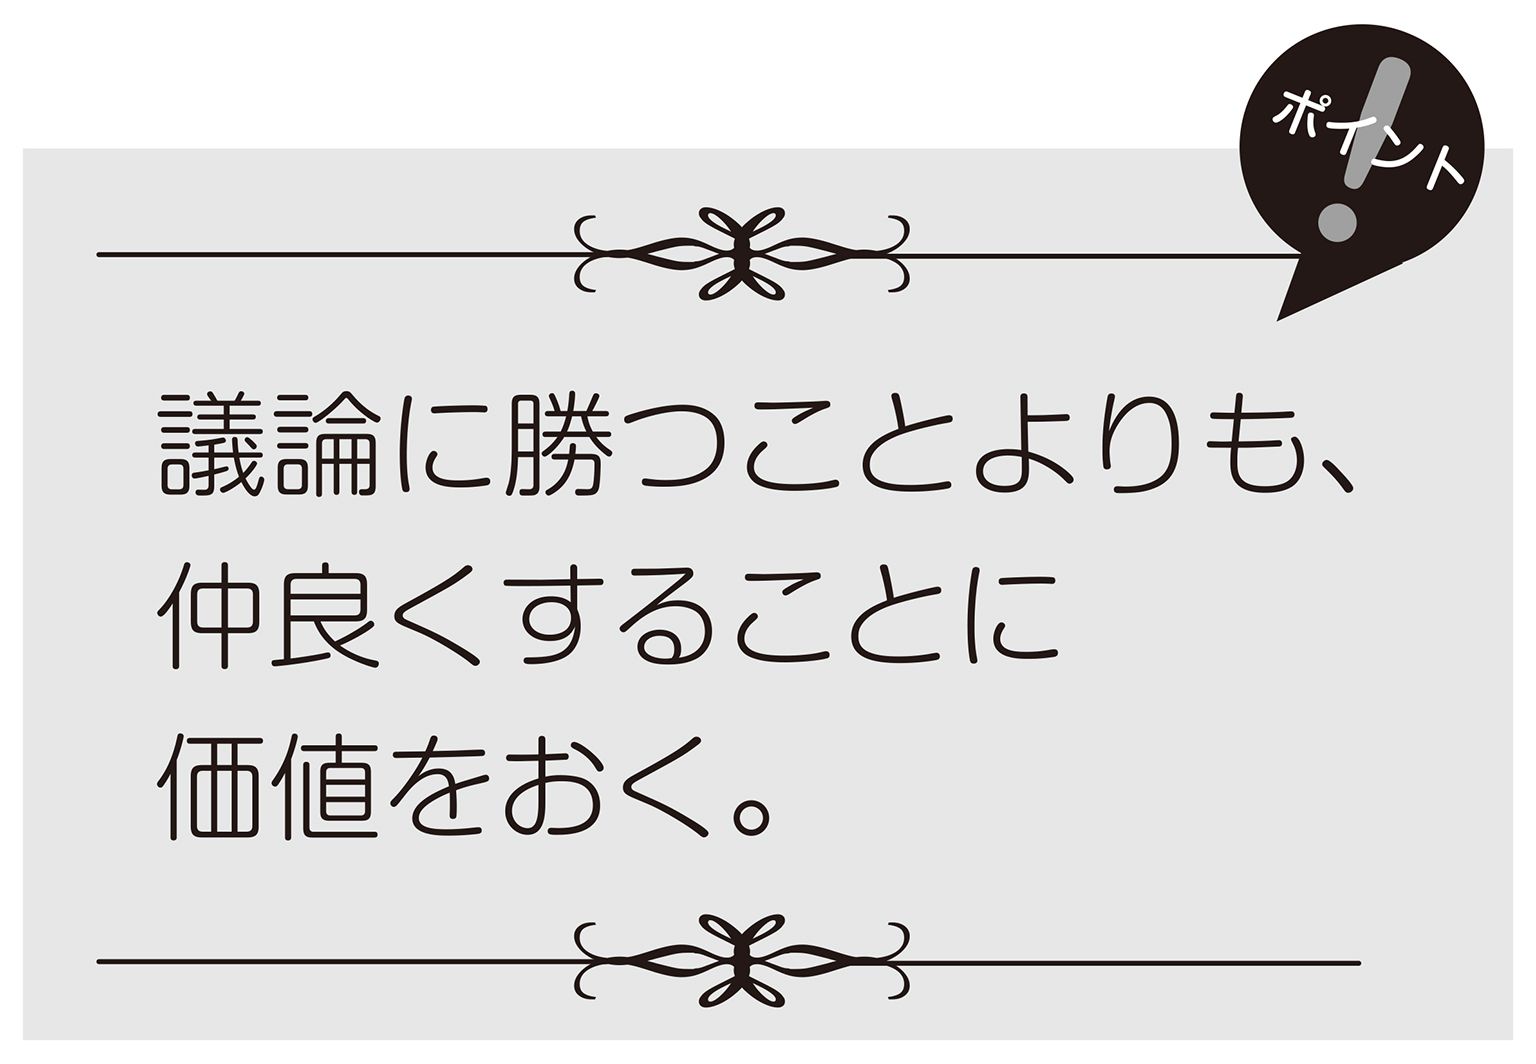 ポイント
議論に勝つことよりも、
仲良くすることに
価値をおく。